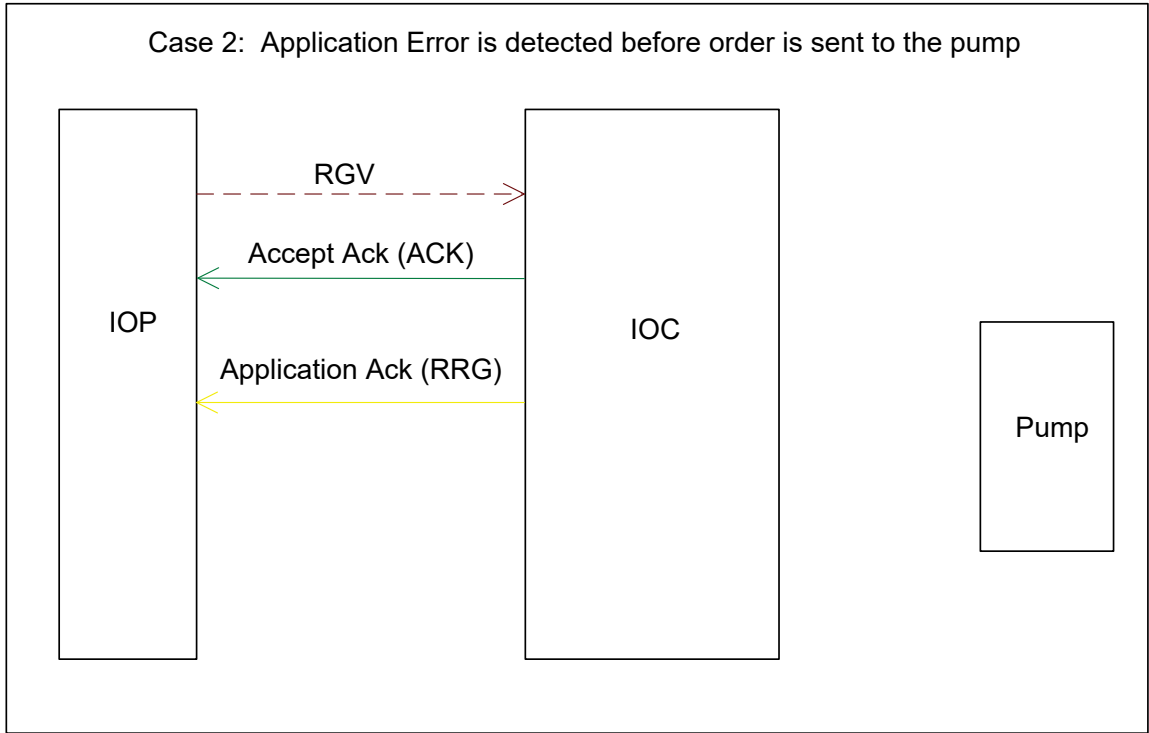 Case 2: Application Error is detected before order is sent to the pump
RGV
Accept Ack (ACK)
IOP
IOC
Application Ack (RRG)
Pump